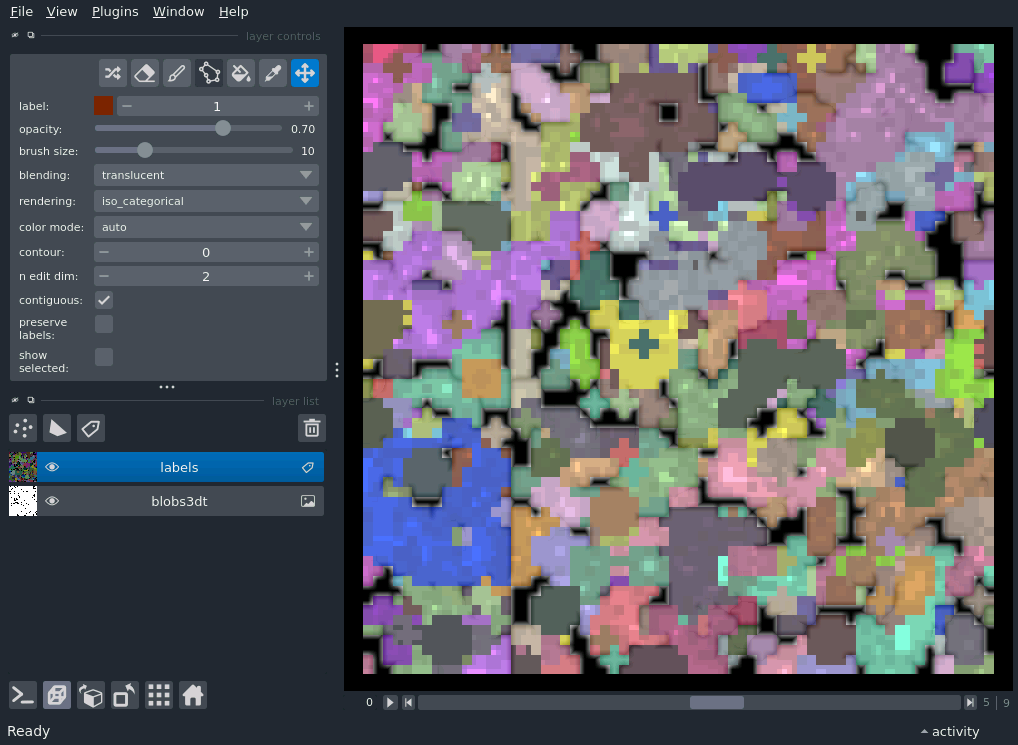 File View Plugins Window Help
layer controls
label: 1
opacity: 0.70
brush size: 10
blending: translucent
rendering: iso_categorical
color mode: auto
contour: 0
n edit dim: 2
contiguous:
preserve
labels:
show
selected:
layer list
labels
blobs3dt
0 5 9
Ready activity